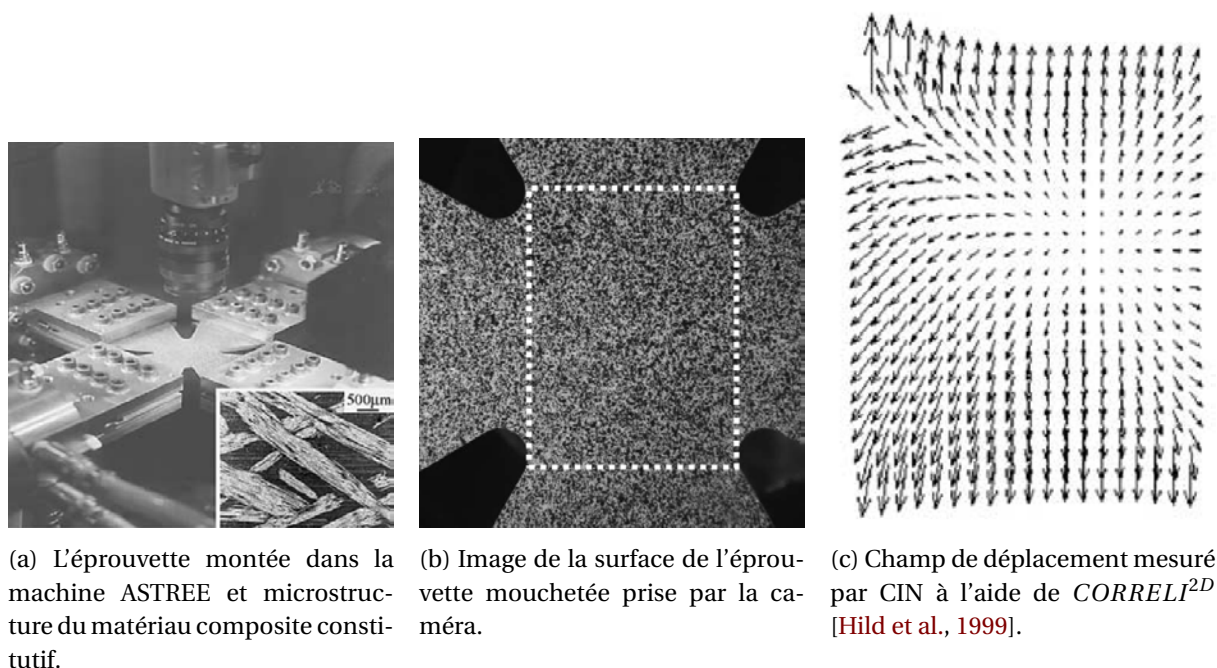 500µm
(a) L'éprouvette montée dans la
machine ASTREE et microstruc-
ture du matériau composite consti-
tutif.
(b) Image de la surface de l'éprou-
vette mouchetée prise par la ca-
méra.
(c) Champ de déplacement mesuré
par CIN à l'aide de CORRELI²ᴰ
[Hild et al., 1999].